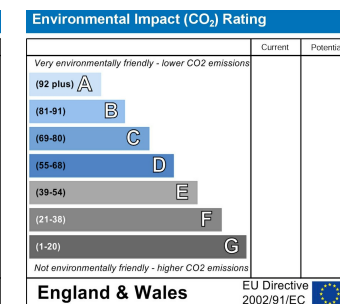 Environmental Impact (CO₂) Rating
Current Potentia
Very environmentally friendly - lower CO2 emissions
(92 plus) A
(81-91) B
(69-80) C
(55-68) D
(39-54) E
(21-38) F
(1-20) G
Not environmentally friendly - higher CO2 emissions
England & Wales
EU Directive
2002/91/EC